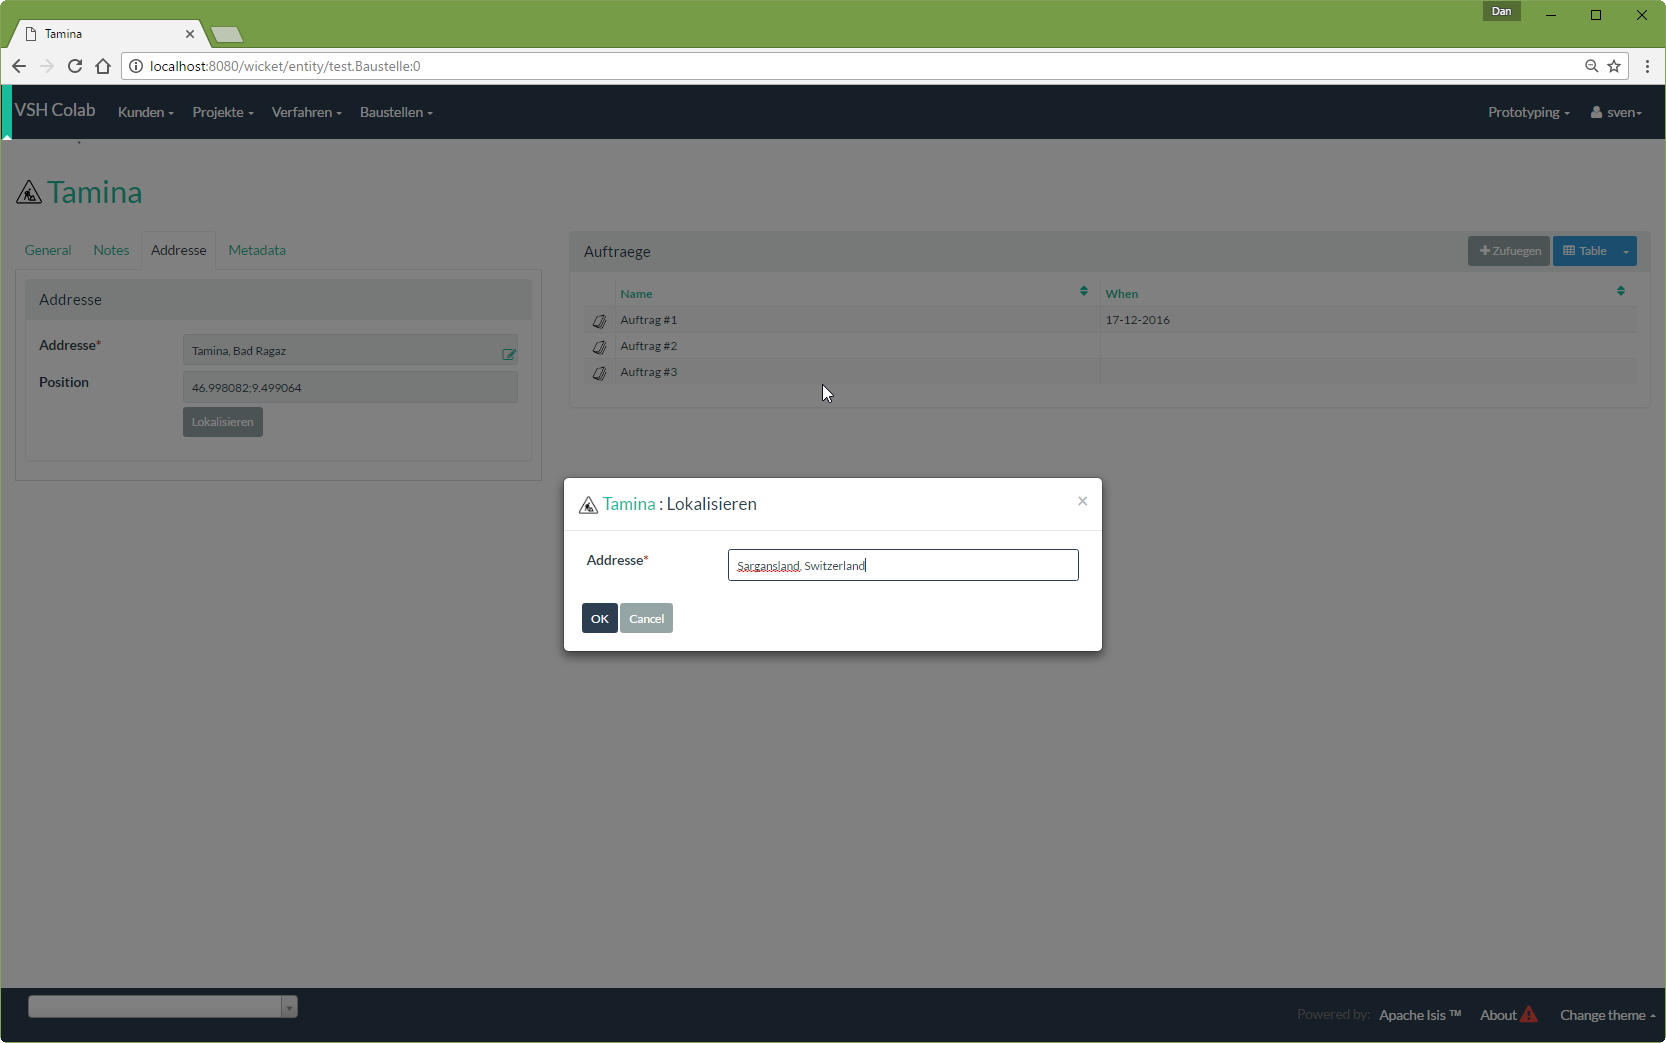 Dan
Tamina
localhost:8080/wicket/entity/test.Baustelle:0
VSH Colab Kunden Projekte Verfahren Baustellen Prototyping sven
Tamina
General Notes Addresse Metadata
Addresse
Addresse* Tamina, Bad Ragaz
Position 46.998082;9.499064
Lokalisieren
Auftraege Zufuegen Table
Name When
Auftrag #1 17-12-2016
Auftrag #2
Auftrag #3
Tamina : Lokalisieren ×
Addresse* Sargansland, Switzerland
OK Cancel
Powered by: Apache Isis ™ About Change theme